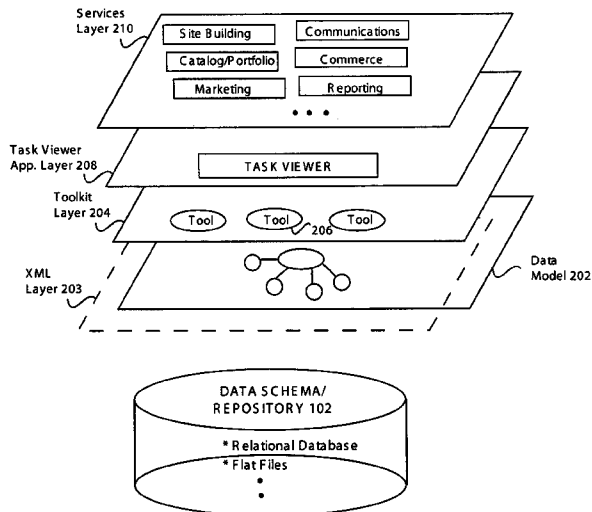 Services
Layer 210
Site Building
Communications
Catalog/Portfolio
Commerce
Marketing
Reporting
• • •
Task Viewer
App. Layer 208
TASK VIEWER
Toolkit
Layer 204
Tool
Tool
Tool
206
XML
Layer 203
Data
Model 202
DATA SCHEMA/
REPOSITORY 102
* Relational Database
* Flat Files
•
•